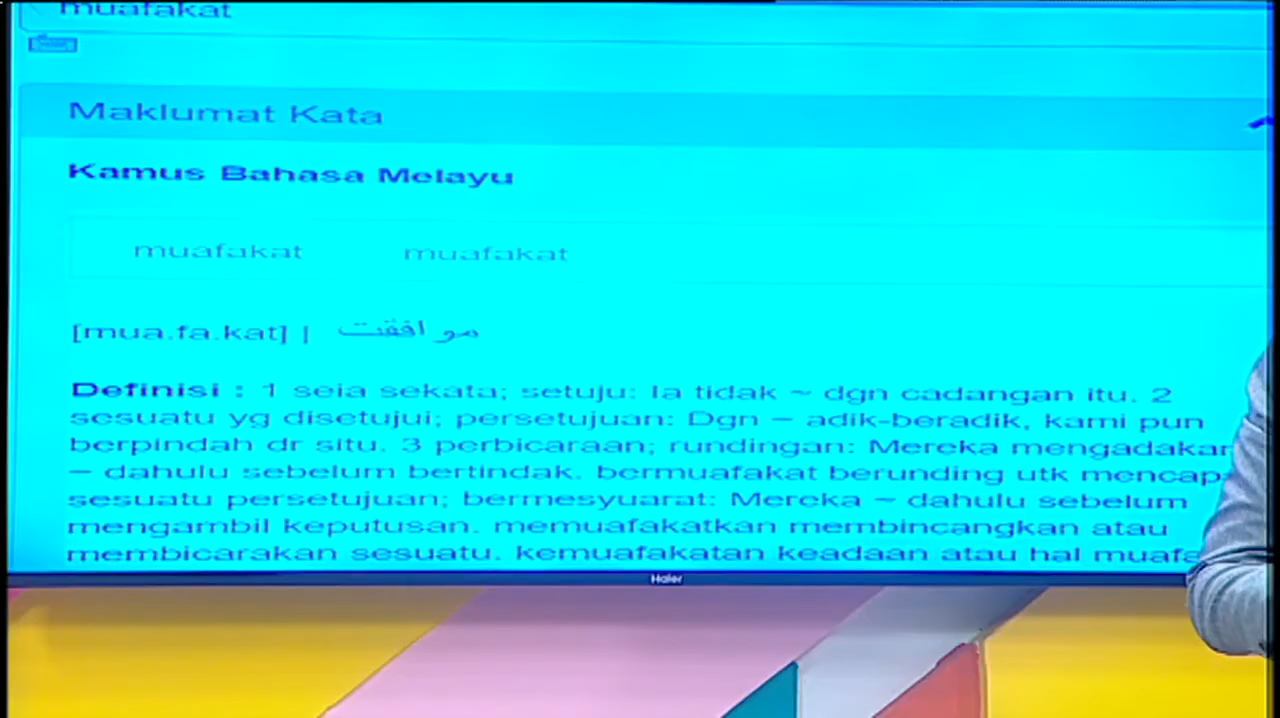 muafakat
Maklumat Kata
Kamus Bahasa Melayu
muafakat muafakat
[mua.fa.kat] | موافقت
Definisi : 1 seia sekata; setuju: Ia tidak ~ dgn cadangan itu. 2
sesuatu yg disetujui; persetujuan: Dgn ~ adik-beradik, kami pun
berpindah dr situ. 3 perbicaraan; rundingan: Mereka mengadakan
~ dahulu sebelum bertindak. bermuafakat berunding utk
sesuatu persetujuan; bermesyuarat: Mereka ~ dahulu sebelum
mengambil keputusan. memuafakatkan membincangkan atau
membicarakan sesuatu. kemuafakatan keadaan atau hal
Haier